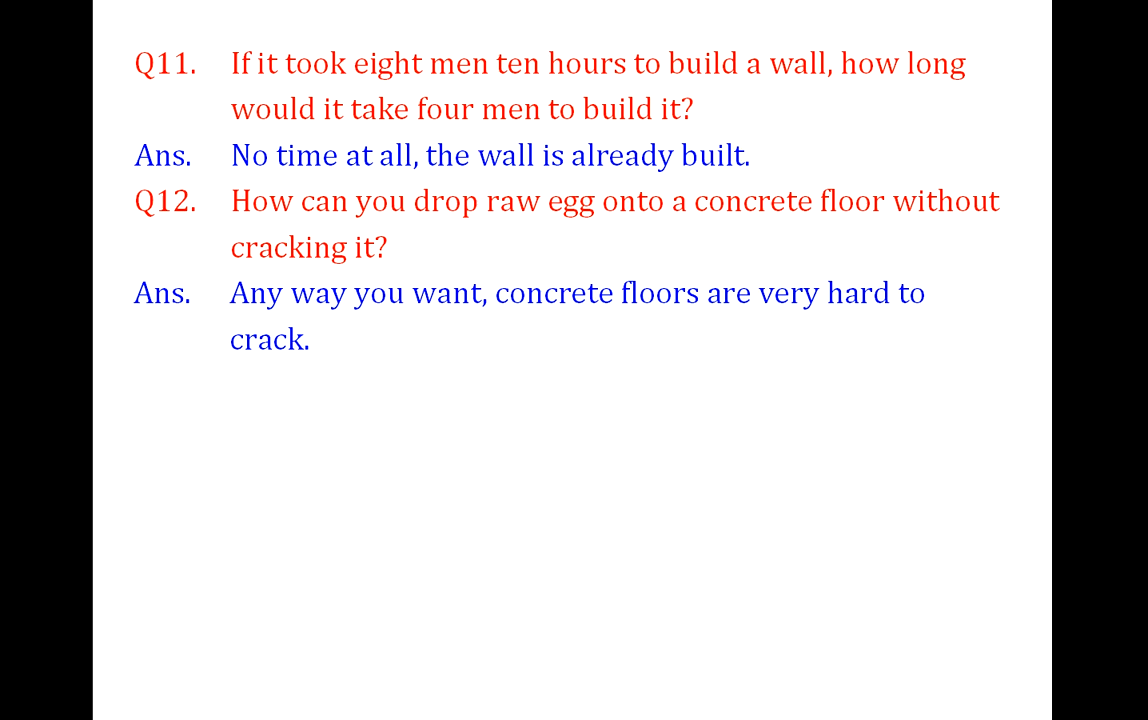 Q11. If it took eight men ten hours to build a wall, how long
would it take four men to build it?
Ans. No time at all, the wall is already built.
Q12. How can you drop raw egg onto a concrete floor without
cracking it?
Ans. Any way you want, concrete floors are very hard to
crack.